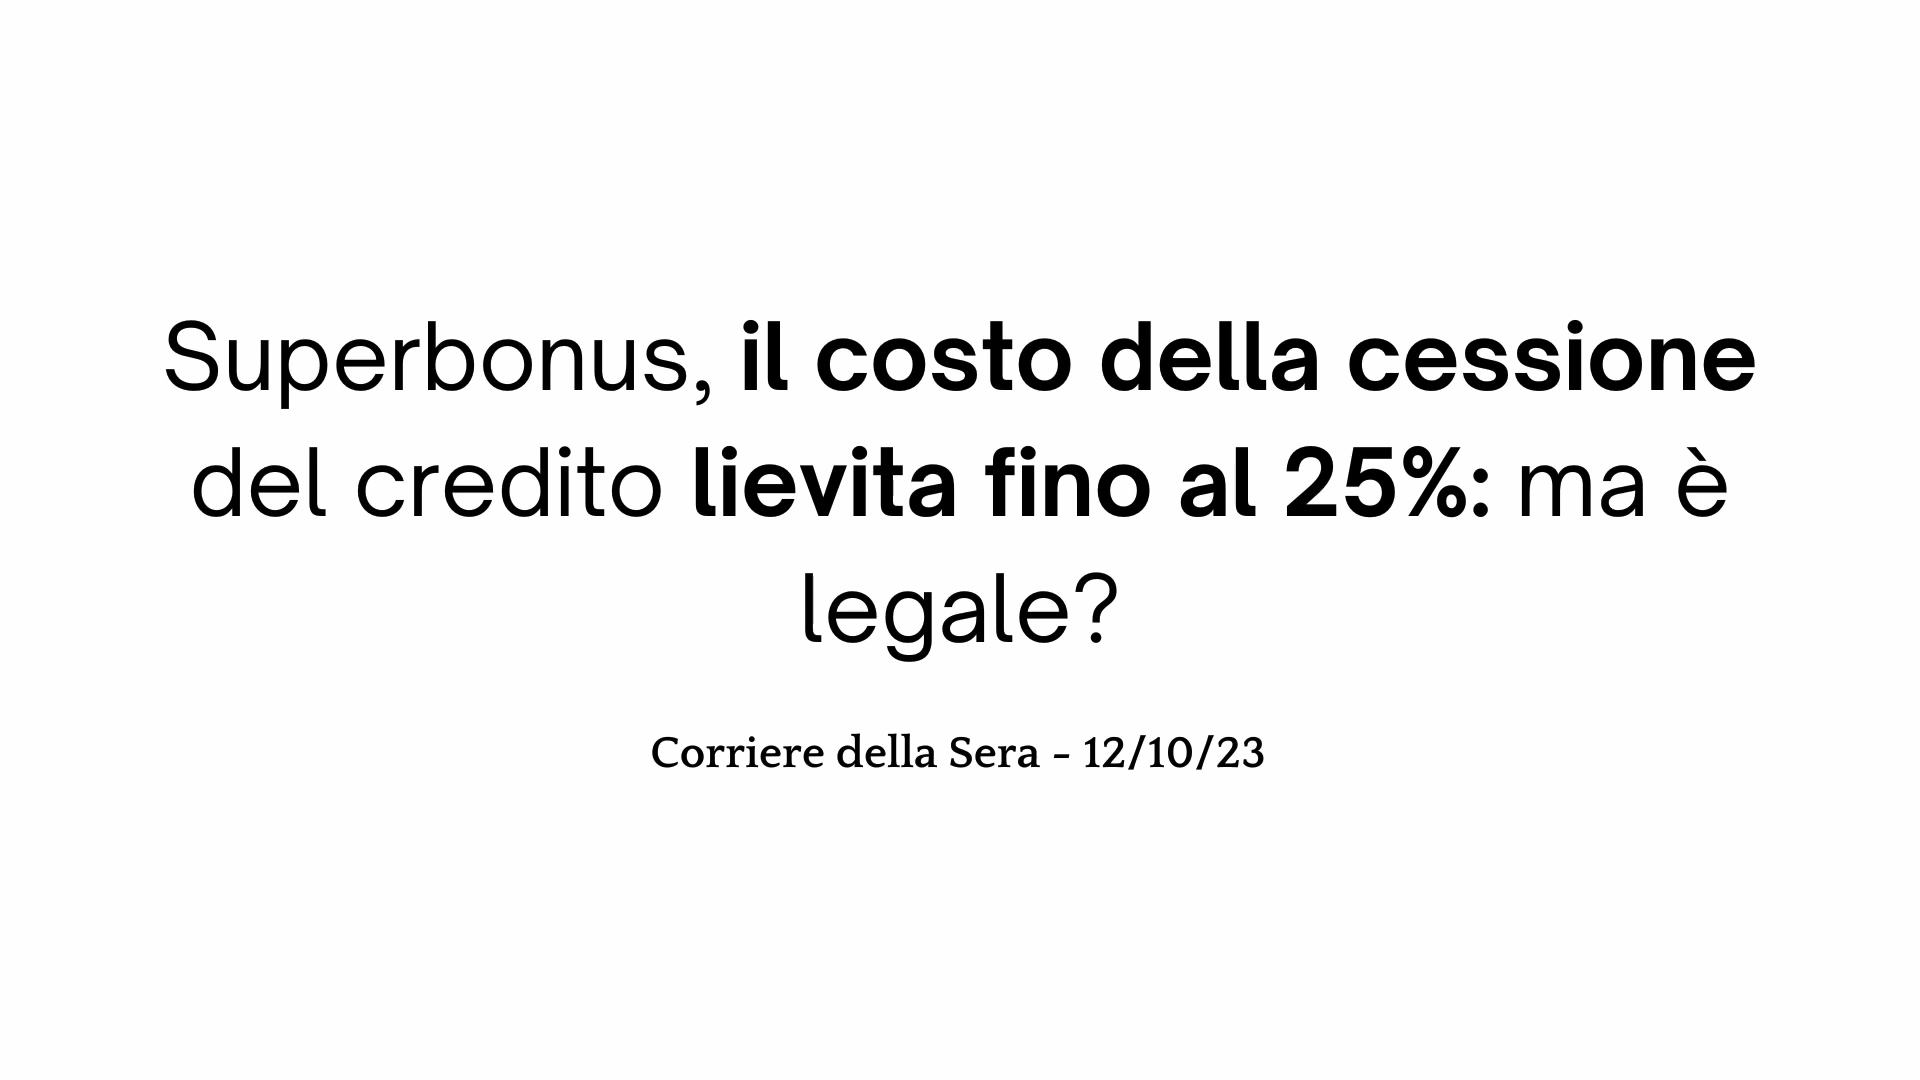 Superbonus, il costo della cessione
del credito lievita fino al 25%: ma è
legale?
Corriere della Sera - 12/10/23